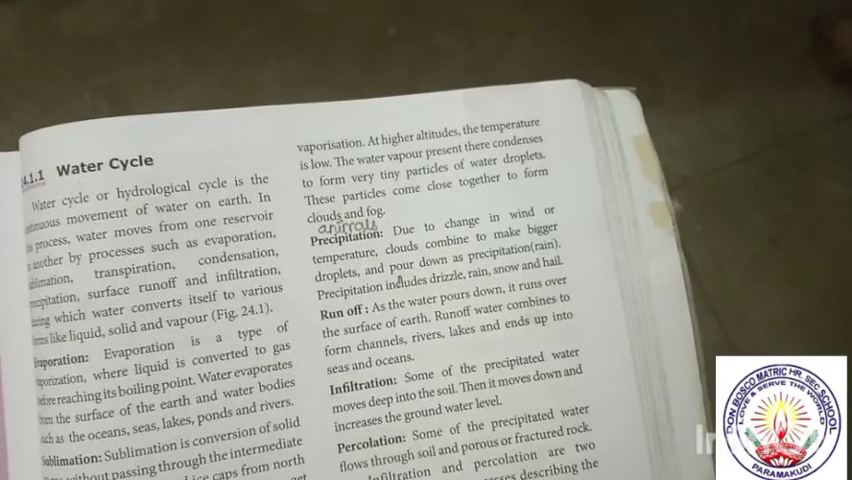 24.1.1 Water Cycle
Water cycle or hydrological cycle is the
continuous movement of water on earth. In
process, water moves from one reservoir
another by processes such as evaporation,
sublimation, transpiration, condensation,
precipitation, surface runoff and infiltration,
during which water converts itself to various
forms like liquid, solid and vapour (Fig. 24.1).
Evaporation: Evaporation is a type of
vaporization, where liquid is converted to gas
before reaching its boiling point. Water evaporates
from the surface of the earth and water bodies
such as the oceans, seas, lakes, ponds and rivers.
Sublimation: Sublimation is conversion of solid
without passing through the intermediate
ice caps from north
vaporisation. At higher altitudes, the temperature
is low. The water vapour present there condenses
to form very tiny particles of water droplets.
These particles come close together to form
clouds and fog.
animals
Precipitation: Due to change in wind or
temperature, clouds combine to make bigger
droplets, and pour down as precipitation(rain).
Precipitation includes drizzle, rain, snow and hail.
Run off : As the water pours down, it runs over
the surface of earth. Runoff water combines to
form channels, rivers, lakes and ends up into
seas and oceans.
Infiltration: Some of the precipitated water
moves deep into the soil. Then it moves down and
increases the ground water level.
Percolation: Some of the precipitated water
flows through soil and porous or fractured rock.
Infiltration and percolation are two
describing the
DON BOSCO MATRIC HR. SEC SCHOOL
LOVE & SERVE THE WORLD
PARAMAKUDI